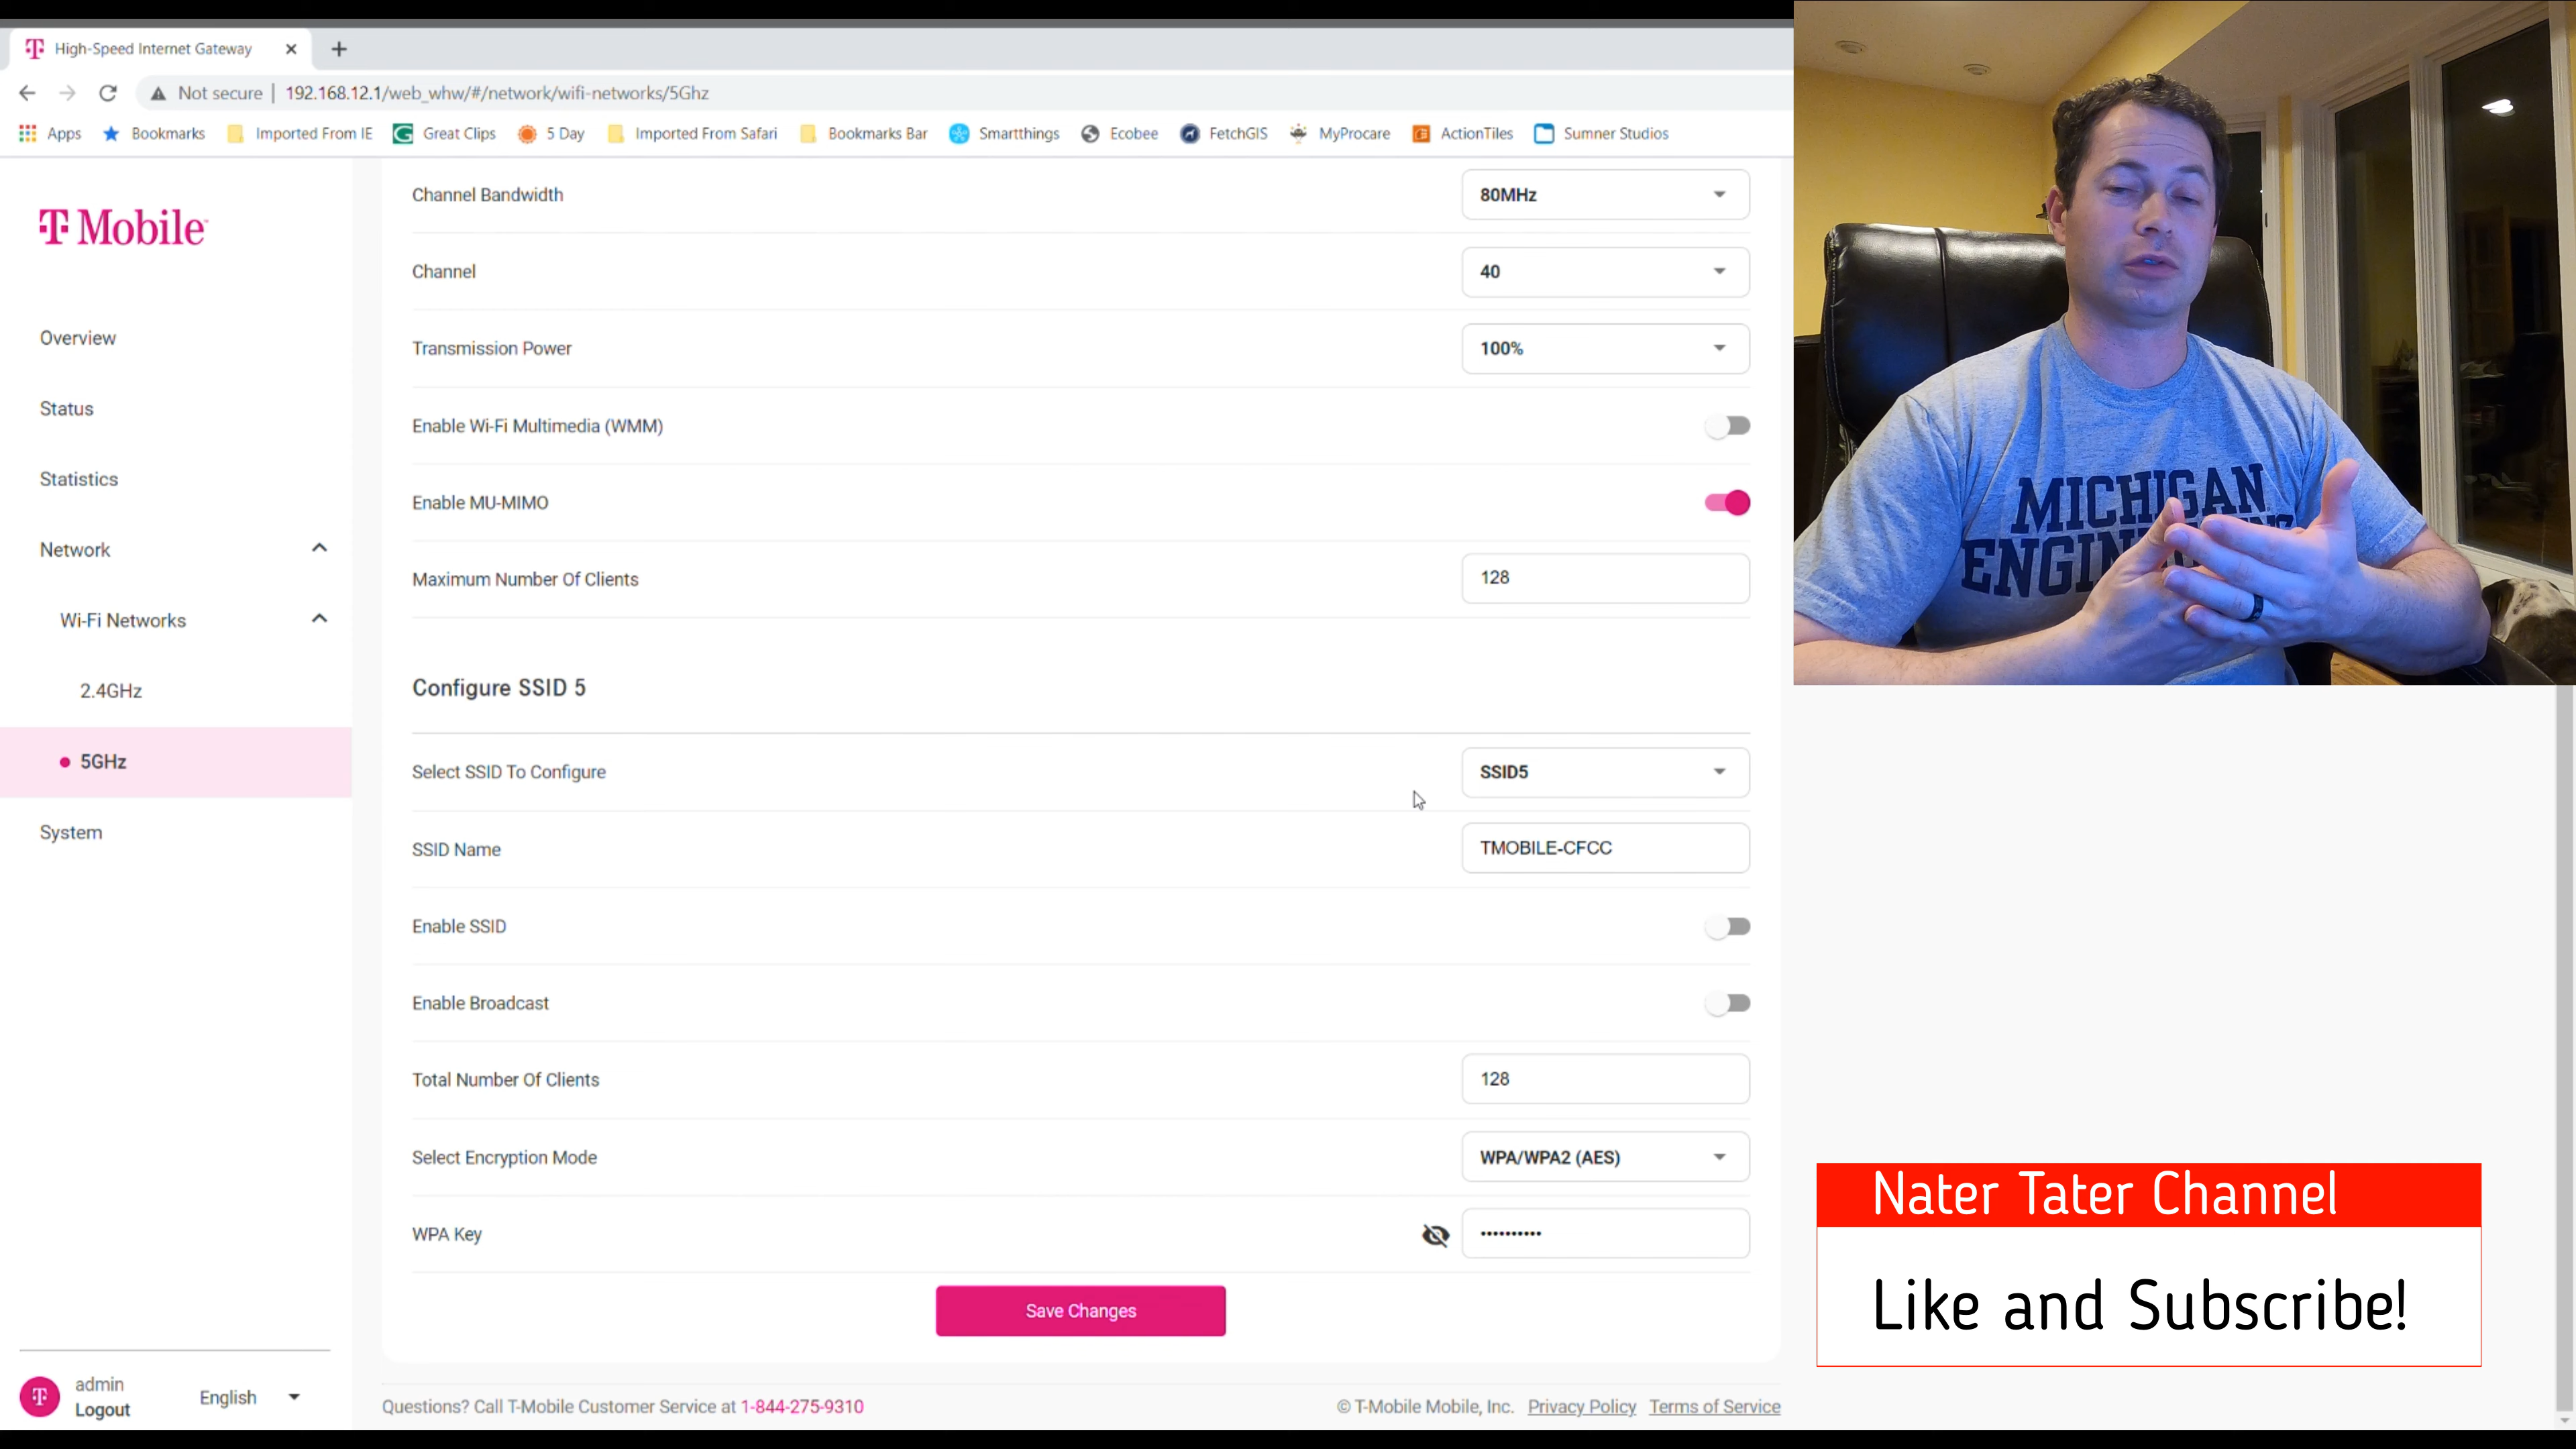 High-Speed Internet Gateway
Not secure | 192.168.12.1/web_whw/#/network/wifi-networks/5Ghz
Apps Bookmarks Imported From IE Great Clips 5 Day Imported From Safari Bookmarks Bar Smartthings Ecobee FetchGIS MyProcare ActionTiles Sumner Studios
T Mobile
Overview
Status
Statistics
Network
Wi-Fi Networks
2.4GHz
5GHz
System
admin
Logout
English
Channel Bandwidth 80MHz
Channel 40
Transmission Power 100%
Enable Wi-Fi Multimedia (WMM)
Enable MU-MIMO
Maximum Number Of Clients 128
Configure SSID 5
Select SSID To Configure SSID5
SSID Name TMOBILE-CFCC
Enable SSID
Enable Broadcast
Total Number Of Clients 128
Select Encryption Mode WPA/WPA2 (AES)
WPA Key ••••••••••
Save Changes
Questions? Call T-Mobile Customer Service at 1-844-275-9310
© T-Mobile Mobile, Inc. Privacy Policy Terms of Service
MICHIGAN
Nater Tater Channel
Like and Subscribe!